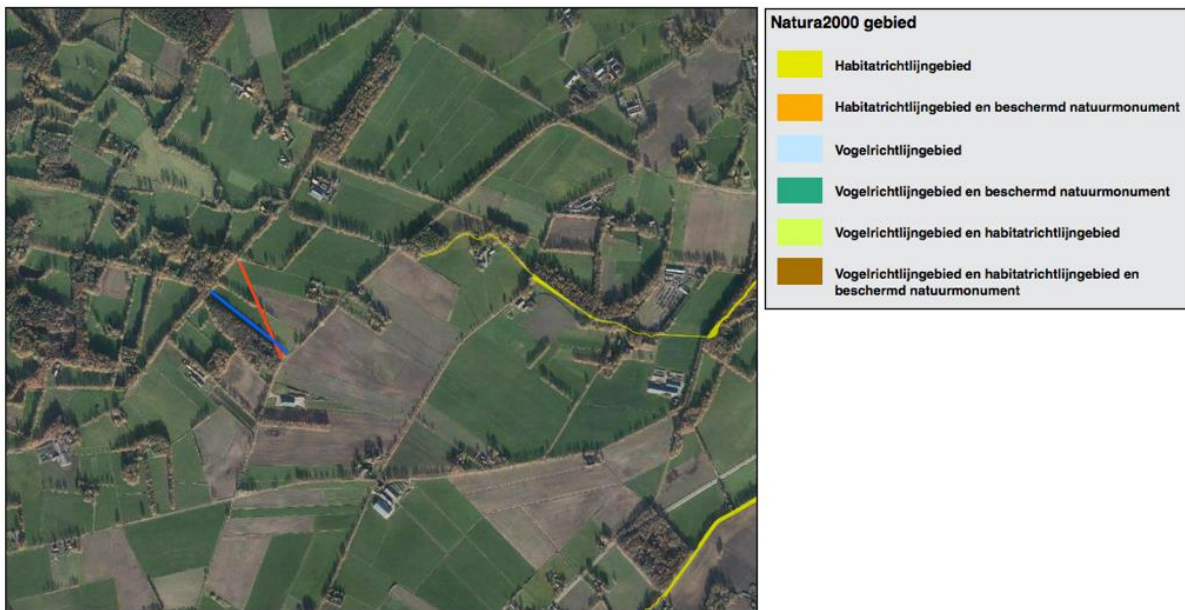 Natura2000 gebied
Habitatrichtlijngebied
Habitatrichtlijngebied en beschermd natuurmonument
Vogelrichtlijngebied
Vogelrichtlijngebied en beschermd natuurmonument
Vogelrichtlijngebied en habitatrichtlijngebied
Vogelrichtlijngebied en habitatrichtlijngebied en
beschermd natuurmonument